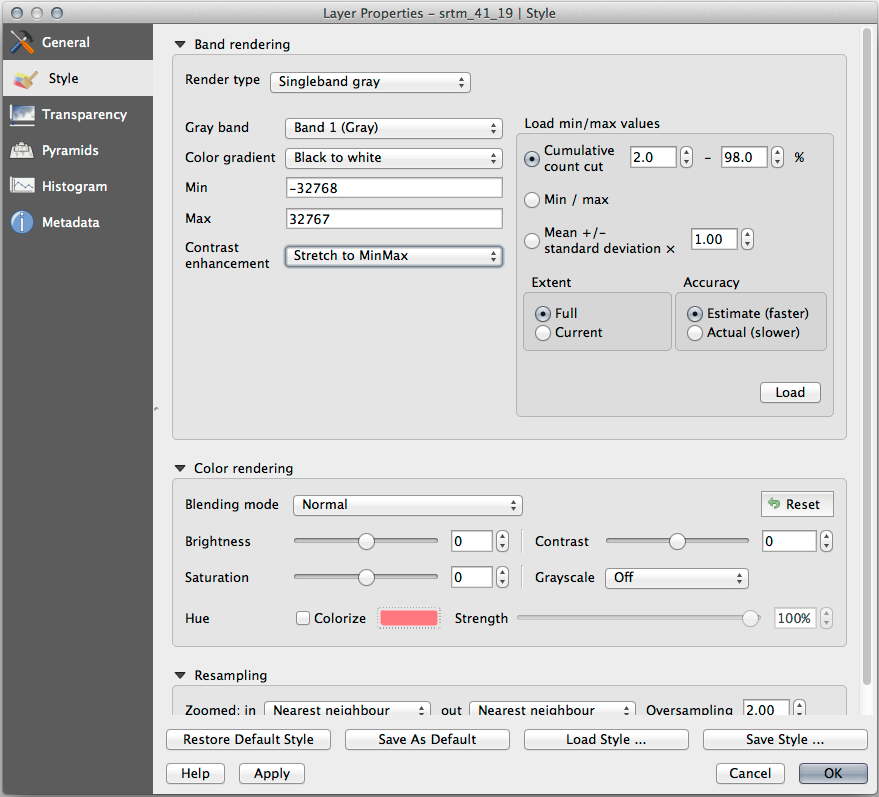 Layer Properties - srtm_41_19 | Style
General
Style
Transparency
Pyramids
Histogram
Metadata
Band rendering
Render type Singleband gray
Gray band Band 1 (Gray)
Color gradient Black to white
Min -32768
Max 32767
Contrast
enhancement Stretch to MinMax
Load min/max values
Cumulative
count cut 2.0 - 98.0 %
Min / max
Mean +/-
standard deviation × 1.00
Extent
Full
Current
Accuracy
Estimate (faster)
Actual (slower)
Load
Color rendering
Blending mode Normal Reset
Brightness 0 Contrast 0
Saturation 0 Grayscale Off
Hue Colorize Strength 100%
Resampling
Zoomed: in Nearest neighbour out Nearest neighbour Oversampling 2.00
Restore Default Style Save As Default Load Style ... Save Style ...
Help Apply Cancel OK